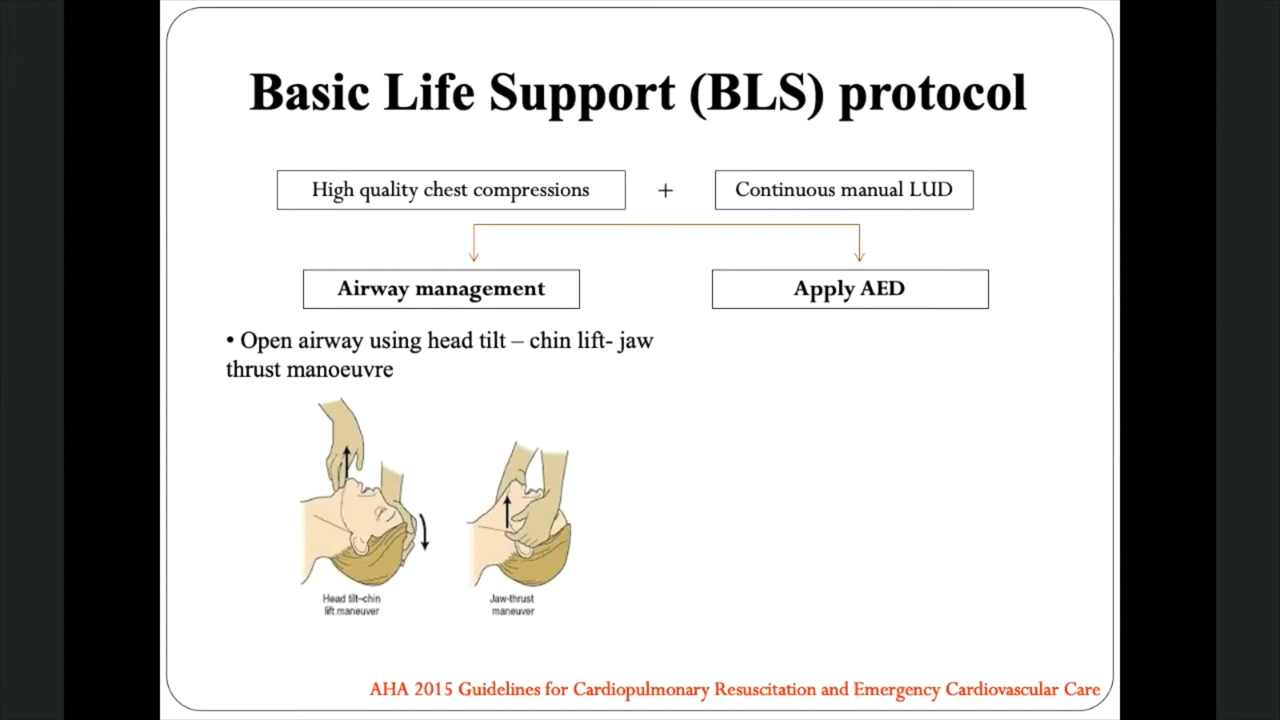 Basic Life Support (BLS) protocol
High quality chest compressions + Continuous manual LUD
Airway management
Apply AED
• Open airway using head tilt – chin lift- jaw
thrust manoeuvre
Head tilt–chin
lift maneuver
Jaw-thrust
maneuver
AHA 2015 Guidelines for Cardiopulmonary Resuscitation and Emergency Cardiovascular Care